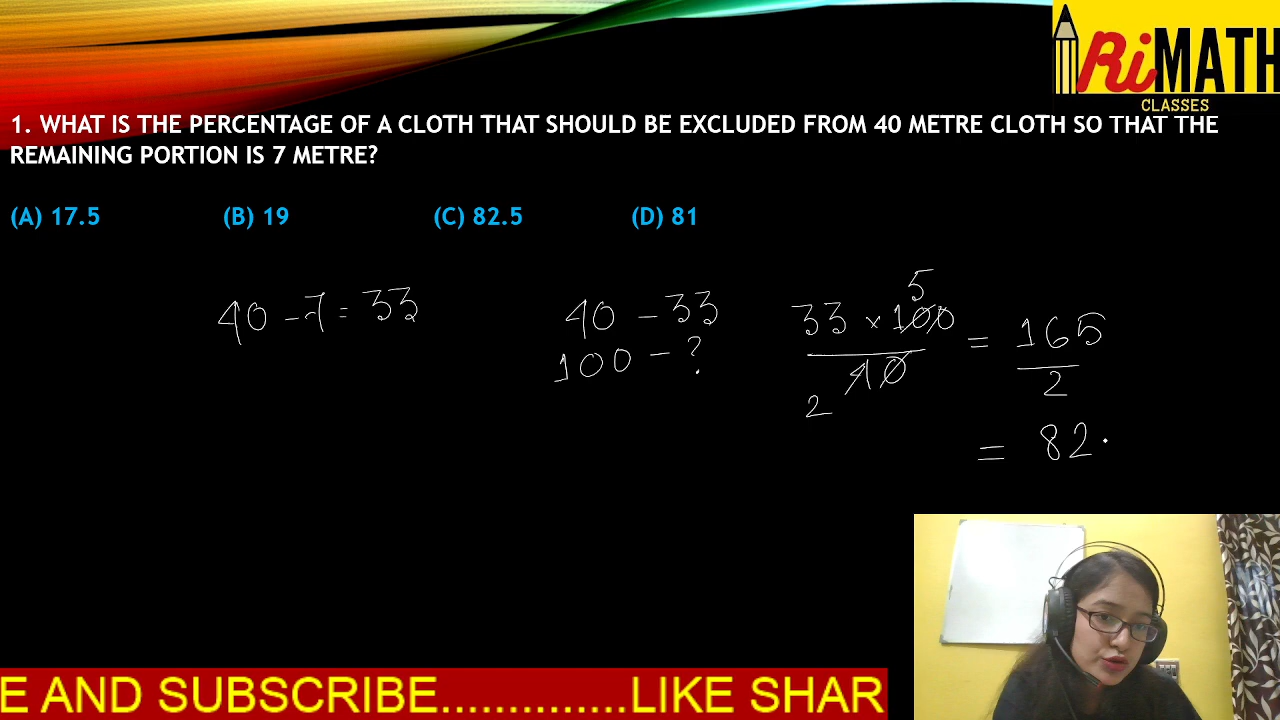 RiMATH
CLASSES
1. WHAT IS THE PERCENTAGE OF A CLOTH THAT SHOULD BE EXCLUDED FROM 40 METRE CLOTH SO THAT THE
REMAINING PORTION IS 7 METRE?
(A) 17.5 (B) 19 (C) 82.5 (D) 81
40 - 7 = 33
40 - 33
100 - ?
5
33 × 100
40
2
= 165
2
= 82.
E AND SUBSCRIBE..............LIKE SHAR